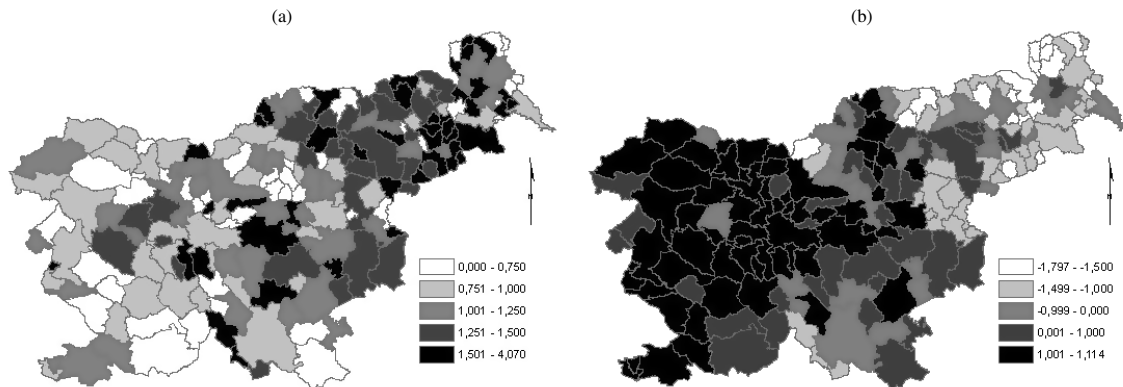 (a)
(b)
N
0,000 - 0,750
0,751 - 1,000
1,001 - 1,250
1,251 - 1,500
1,501 - 4,070
N
-1,797 - -1,500
-1,499 - -1,000
-0,999 - 0,000
0,001 - 1,000
1,001 - 1,114